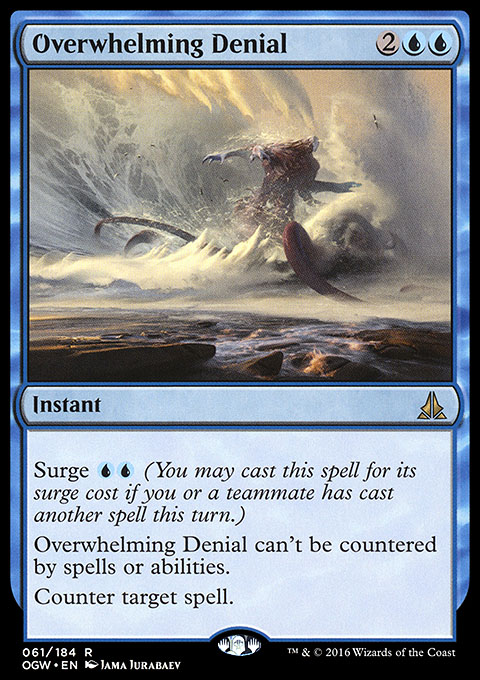 Overwhelming Denial 2
Instant
Surge (You may cast this spell for its
surge cost if you or a teammate has cast
another spell this turn.)
Overwhelming Denial can't be countered
by spells or abilities.
Counter target spell.
061/184 R
OGW • EN Jama Jurabaev
™ & © 2016 Wizards of the Coast